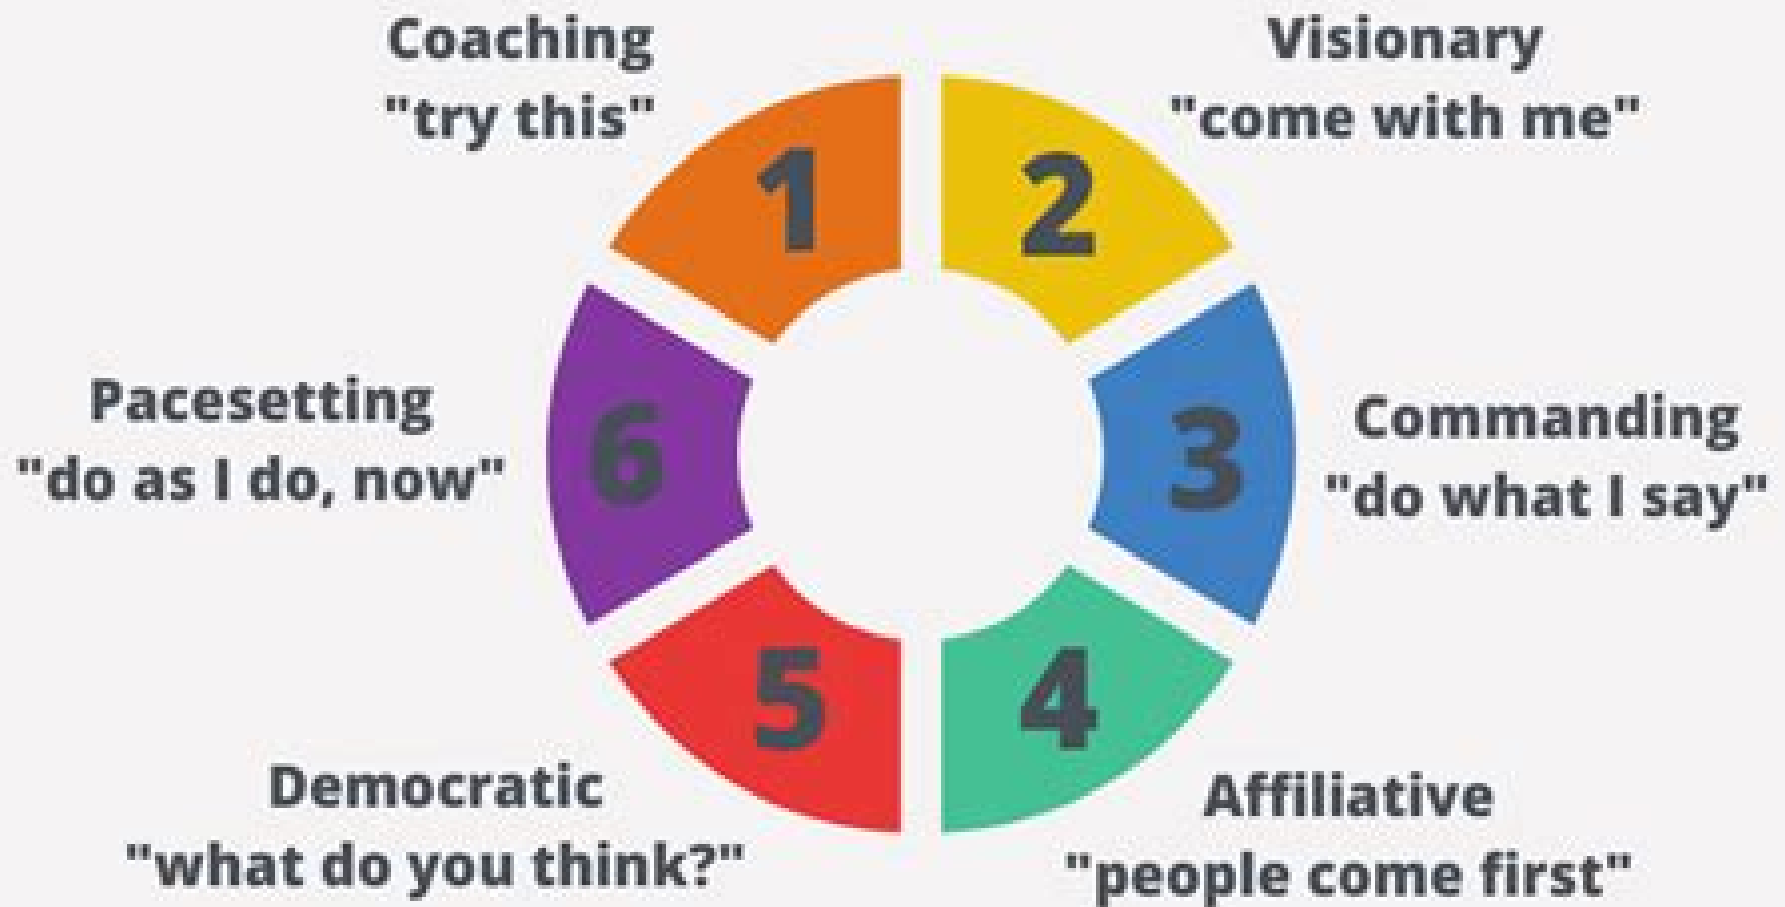 Coaching
"try this"
1
Visionary
"come with me"
2
Commanding
"do what I say"
3
Affiliative
"people come first"
4
Democratic
"what do you think?"
5
Pacesetting
"do as I do, now"
6